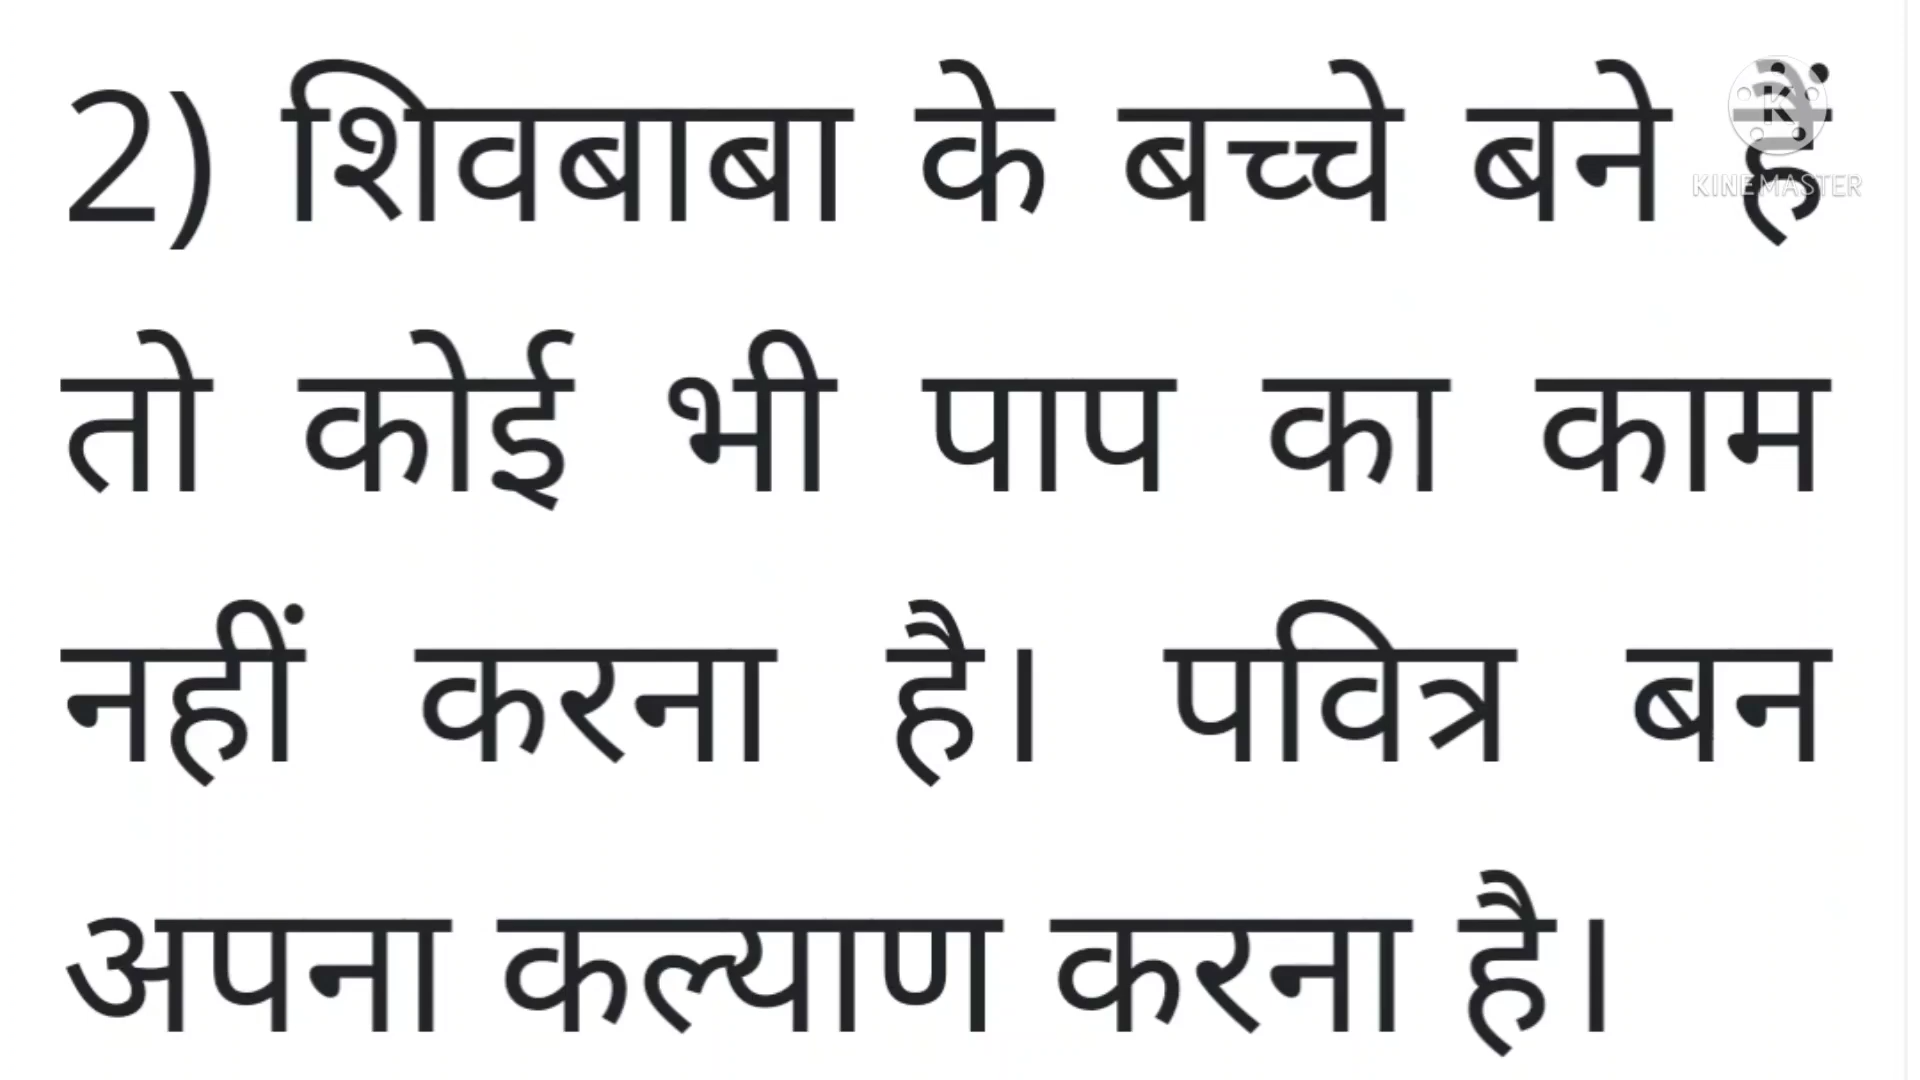 2) शिवबाबा के बच्चे बने हैं
KINEMASTER
तो कोई भी पाप का काम
नहीं करना है। पवित्र बन
अपना कल्याण करना है।